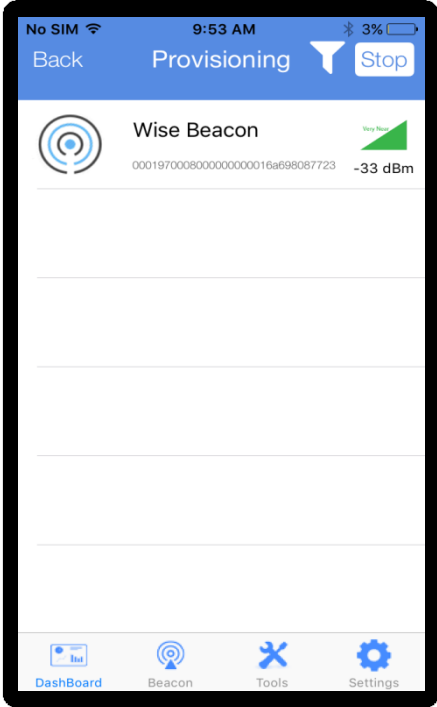 No SIM 9:53 AM 3%
Back Provisioning Stop
Wise Beacon
Very Near
0001970008000000000016a698087723
-33 dBm
DashBoard Beacon Tools Settings